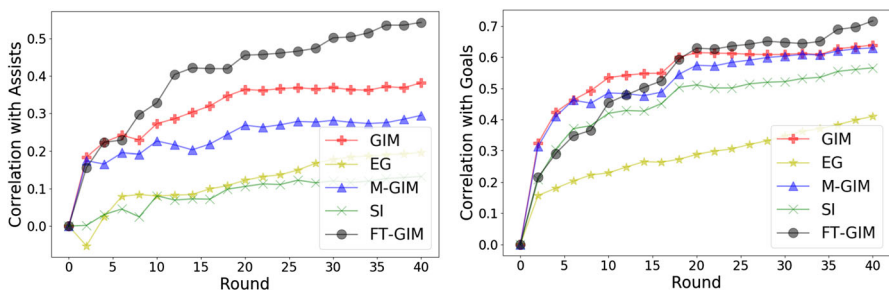 Correlation with Assists
0.5
0.4
0.3
0.2
0.1
0.0
GIM
EG
M-GIM
SI
FT-GIM
0 5 10 15 20 25 30 35 40
Round
Correlation with Goals
0.7
0.6
0.5
0.4
0.3
0.2
0.1
0.0
GIM
EG
M-GIM
SI
FT-GIM
0 5 10 15 20 25 30 35 40
Round